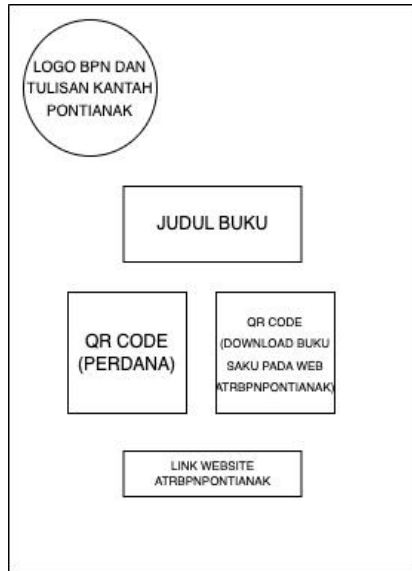 LOGO BPN DAN
TULISAN KANTAH
PONTIANAK
JUDUL BUKU
QR CODE
(PERDANA)
QR CODE
(DOWNLOAD BUKU
SAKU PADA WEB
ATRBPNPONTIANAK)
LINK WEBSITE
ATRBPNPONTIANAK